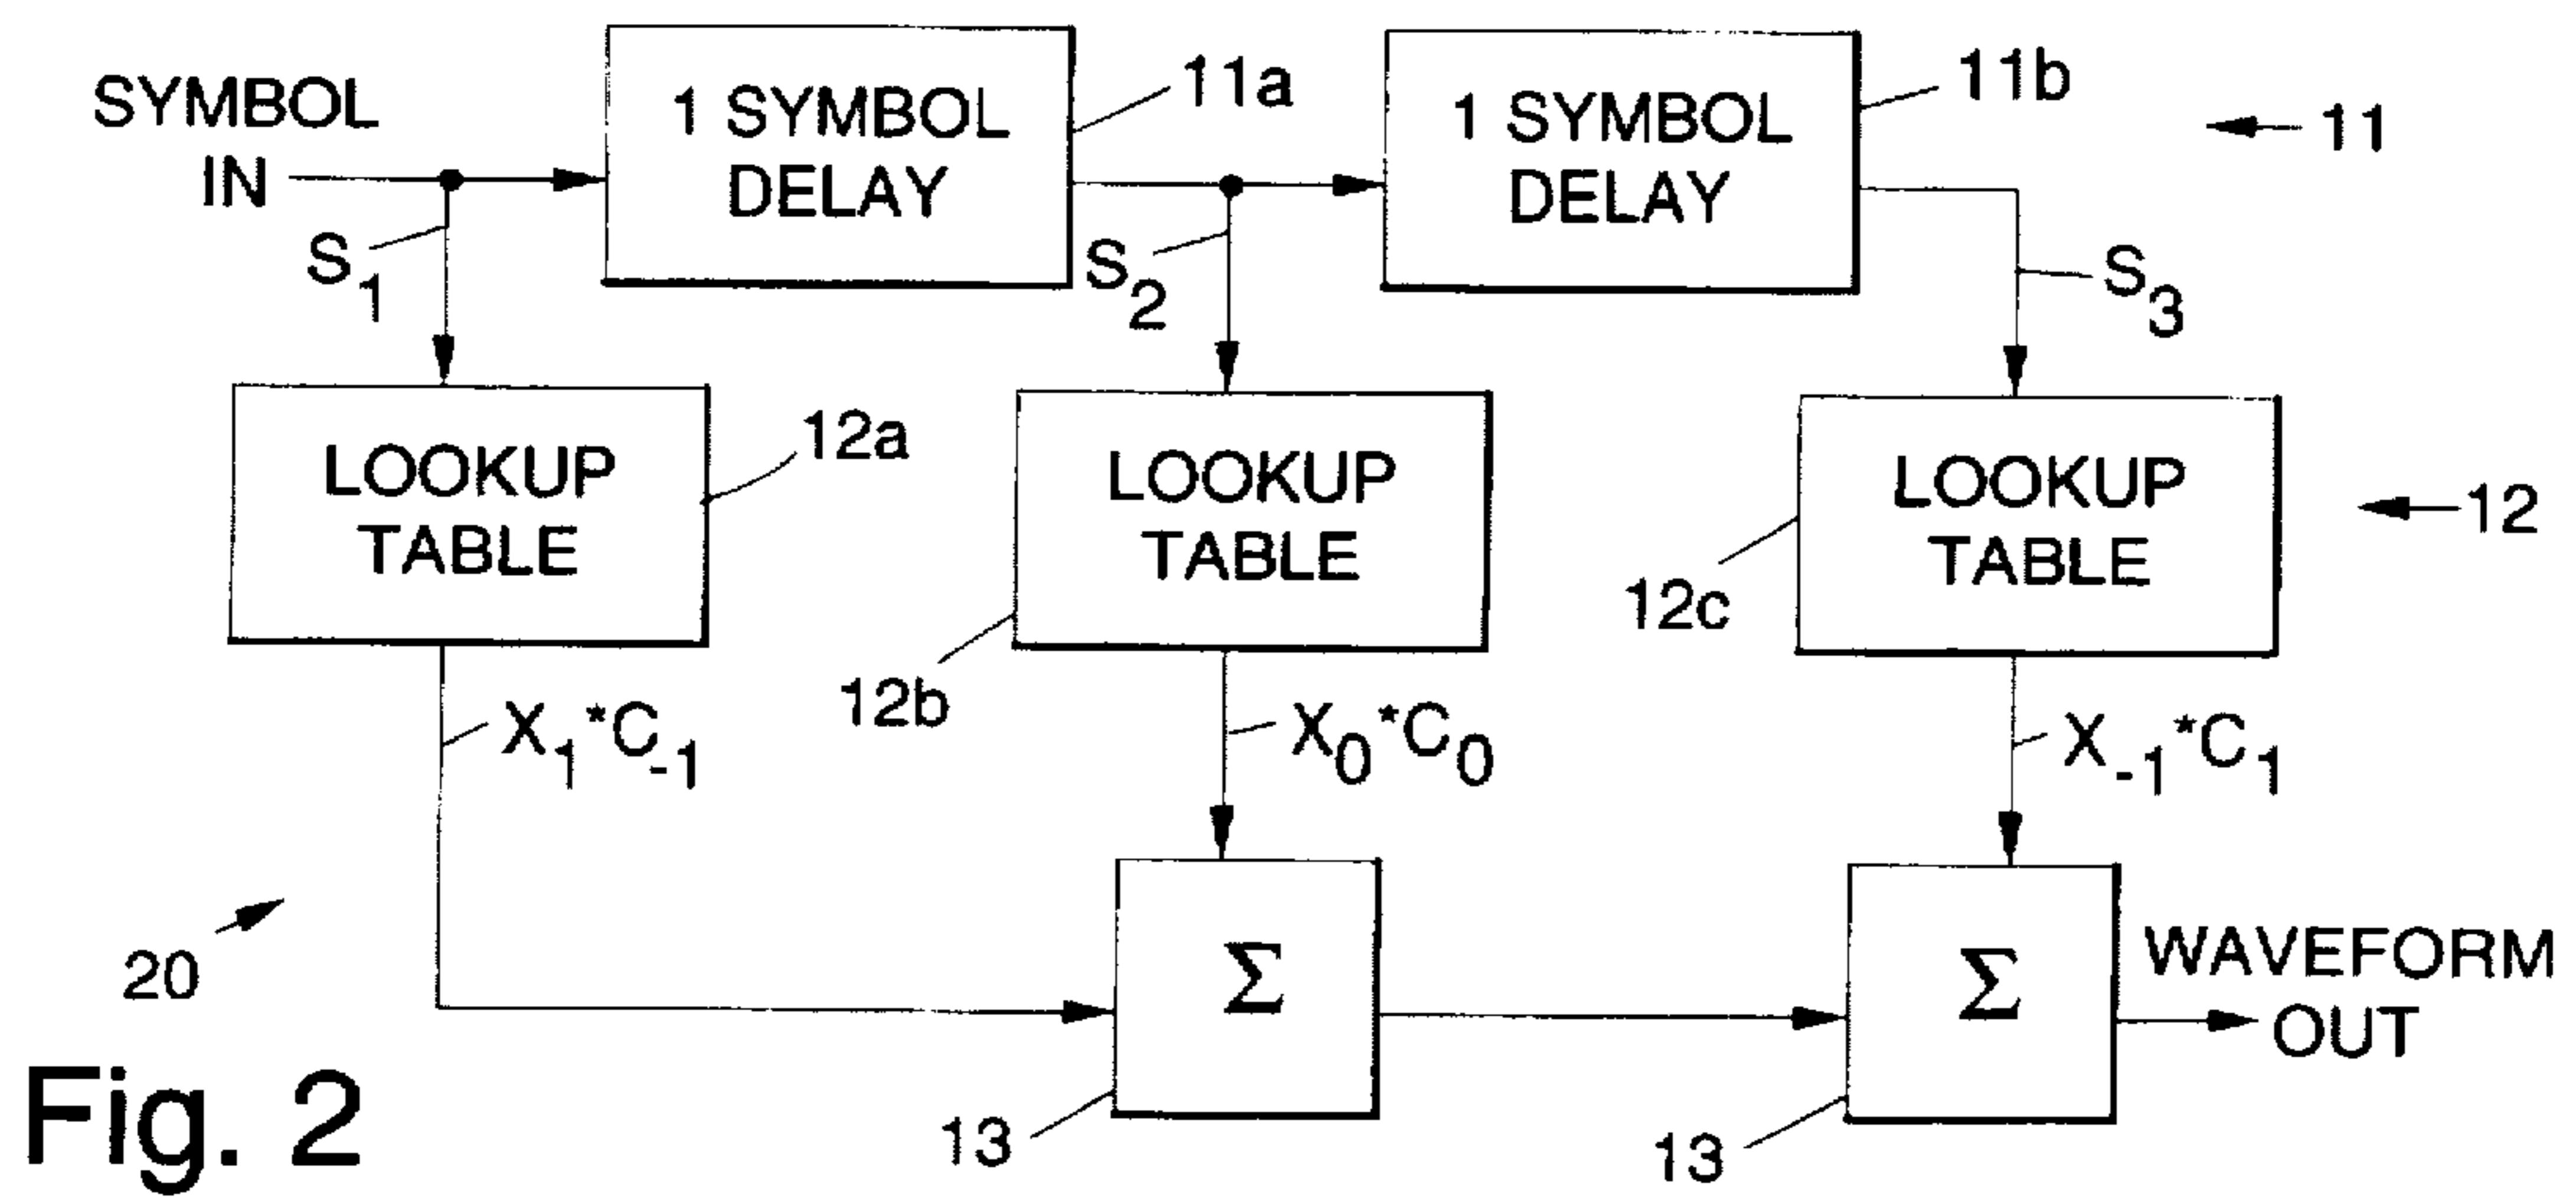 SYMBOL
IN
1 SYMBOL
DELAY
11a
1 SYMBOL
DELAY
11b
11
S1
S2
S3
LOOKUP
TABLE
12a
LOOKUP
TABLE
12b
LOOKUP
TABLE
12c
12
X1*C-1
X0*C0
X-1*C1
20
Σ
13
Σ
13
WAVEFORM
OUT
Fig. 2